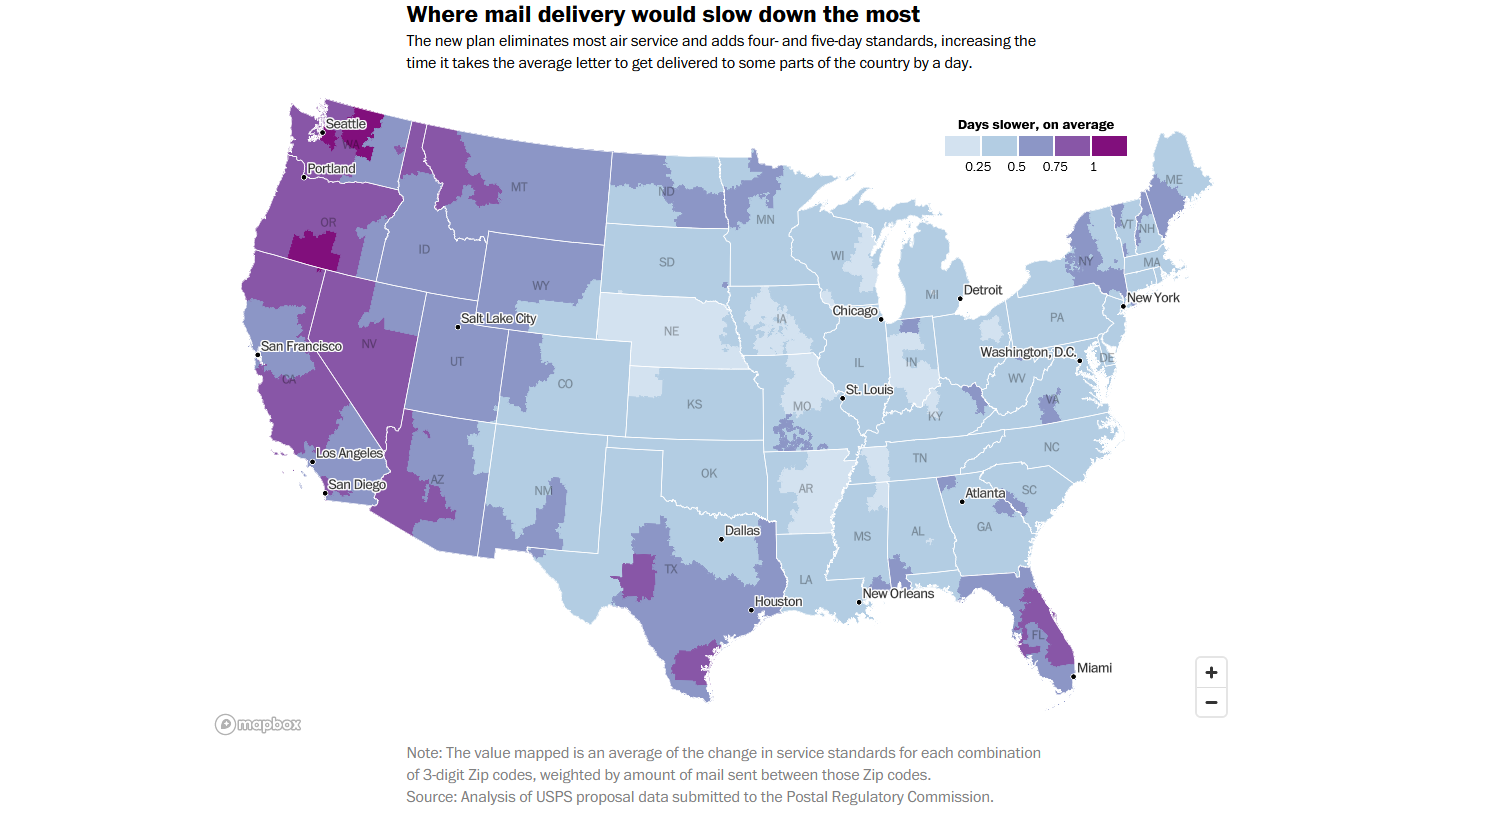 Where mail delivery would slow down the most
The new plan eliminates most air service and adds four- and five-day standards, increasing the
time it takes the average letter to get delivered to some parts of the country by a day.
Days slower, on average
0.25 0.5 0.75 1
Seattle
WA
Portland
OR
ID
MT
ND
MN
WI
MI
ME
VT
NH
NY
MA
SD
WY
Salt Lake City
Detroit
New York
Chicago
IA
NE
PA
San Francisco
NV
UT
CO
CA
IL
IN
Washington, D.C.
DE
WV
VA
St. Louis
KS
MO
KY
Los Angeles
San Diego
AZ
NM
OK
AR
TN
NC
SC
Atlanta
GA
AL
MS
Dallas
TX
LA
Houston
New Orleans
FL
Miami
+
−
mapbox
Note: The value mapped is an average of the change in service standards for each combination
of 3-digit Zip codes, weighted by amount of mail sent between those Zip codes.
Source: Analysis of USPS proposal data submitted to the Postal Regulatory Commission.